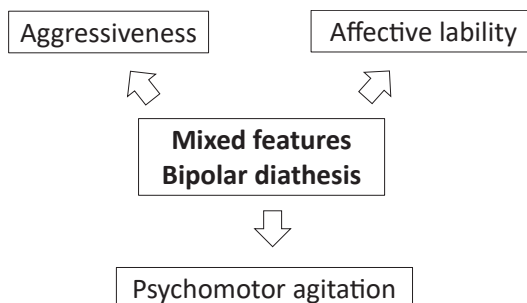 Aggressiveness
Affective lability
Mixed features
Bipolar diathesis
Psychomotor agitation